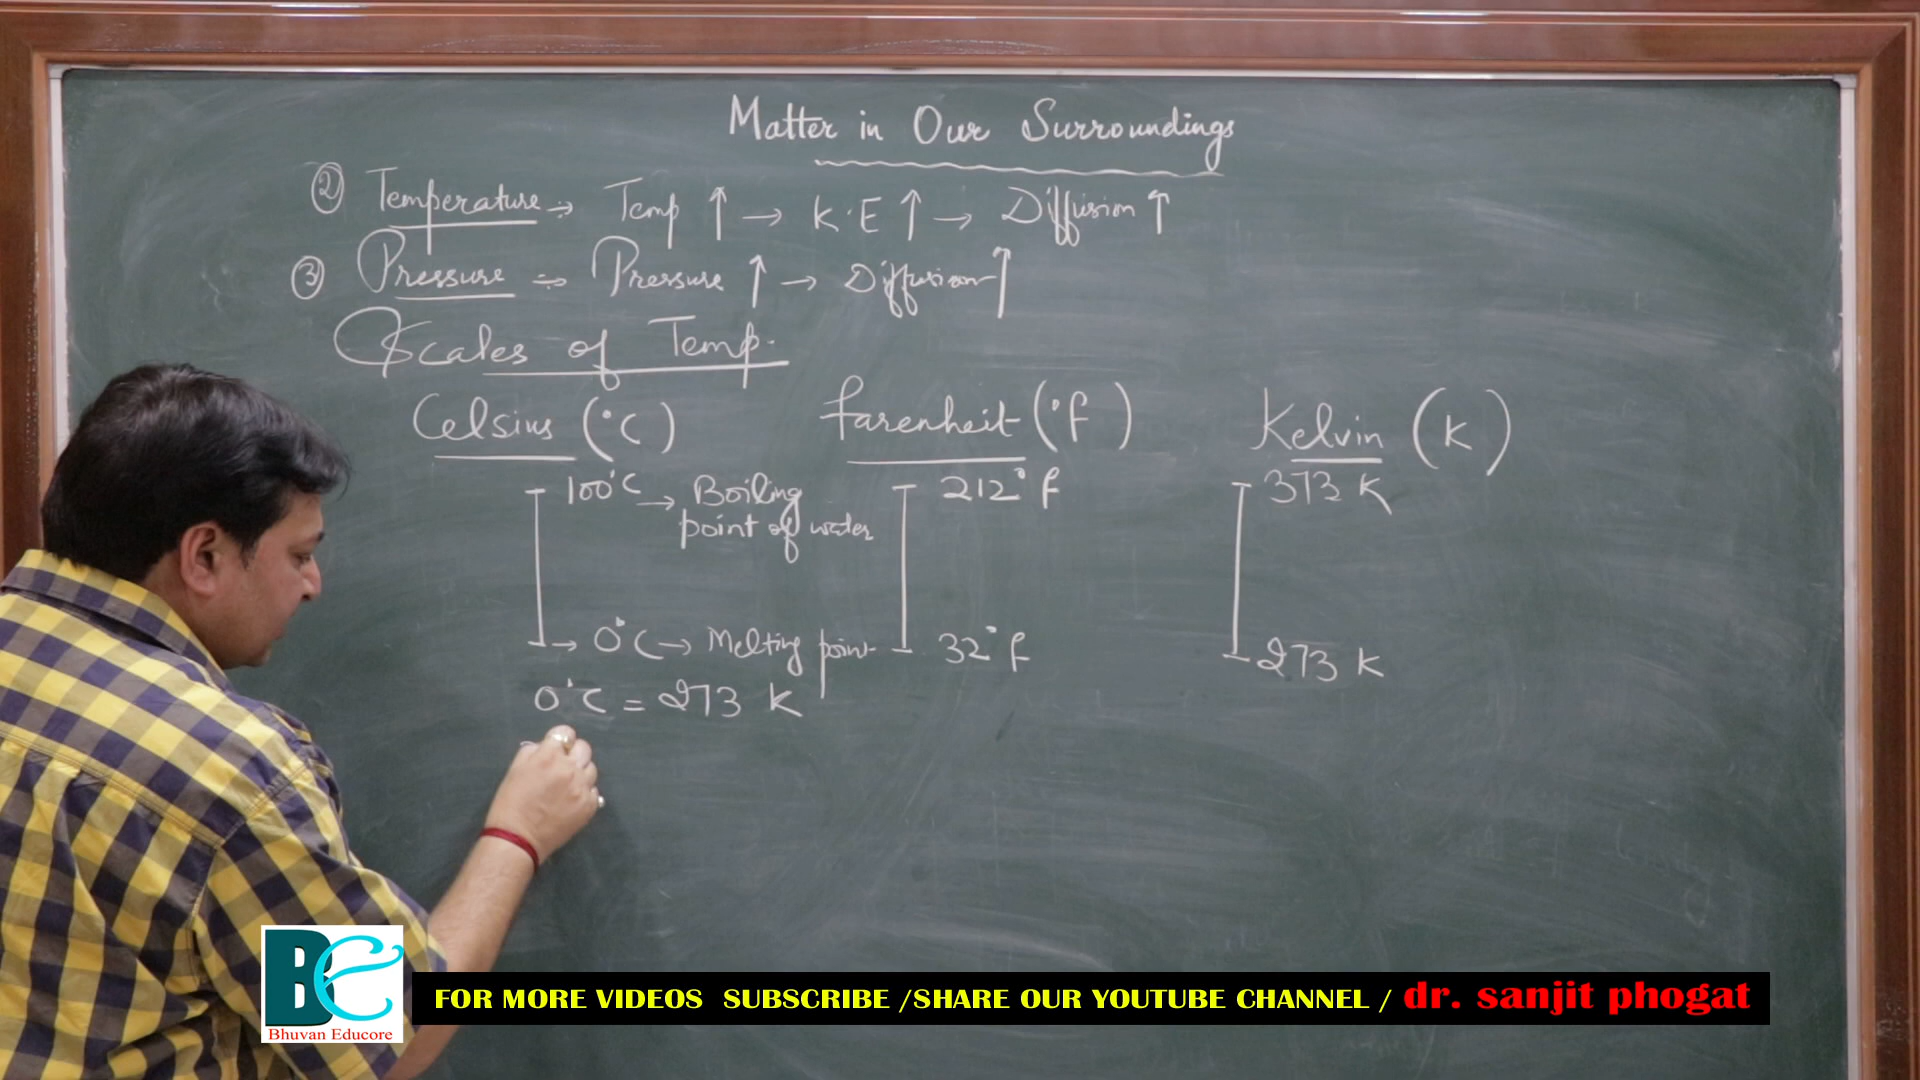 Matter in Our Surroundings
② Temperature → Temp ↑ → K.E ↑ → Diffusion ↑
③ Pressure → Pressure ↑ → Diffusion ↑
Scales of Temp.
Celsius (°C) farenheit (°f) Kelvin (K)
100°C → Boiling point of water 212°f 373 K
→ 0°C → Melting point 32°f 273 K
0°C = 273 K
BE
Bhuvan Educore
FOR MORE VIDEOS SUBSCRIBE /SHARE OUR YOUTUBE CHANNEL / dr. sanjit phogat